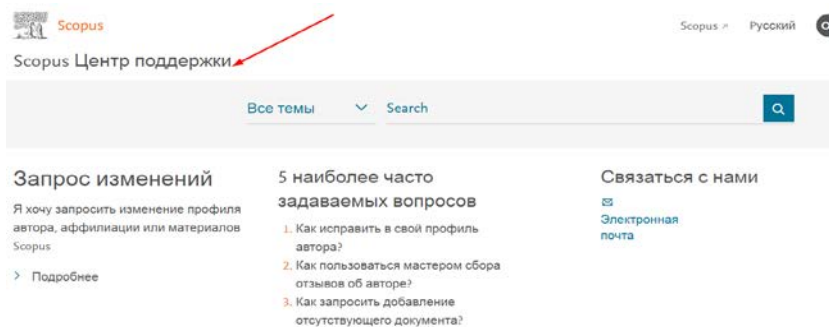 Scopus
Scopus ↗ Русский
Scopus Центр поддержки
Все темы Search
Запрос изменений
Я хочу запросить изменение профиля
автора, аффилиации или материалов
Scopus
> Подробнее
5 наиболее часто
задаваемых вопросов
1. Как исправить в свой профиль
автора?
2. Как пользоваться мастером сбора
отзывов об авторе?
3. Как запросить добавление
отсутствующего документа?
Связаться с нами
Электронная
почта